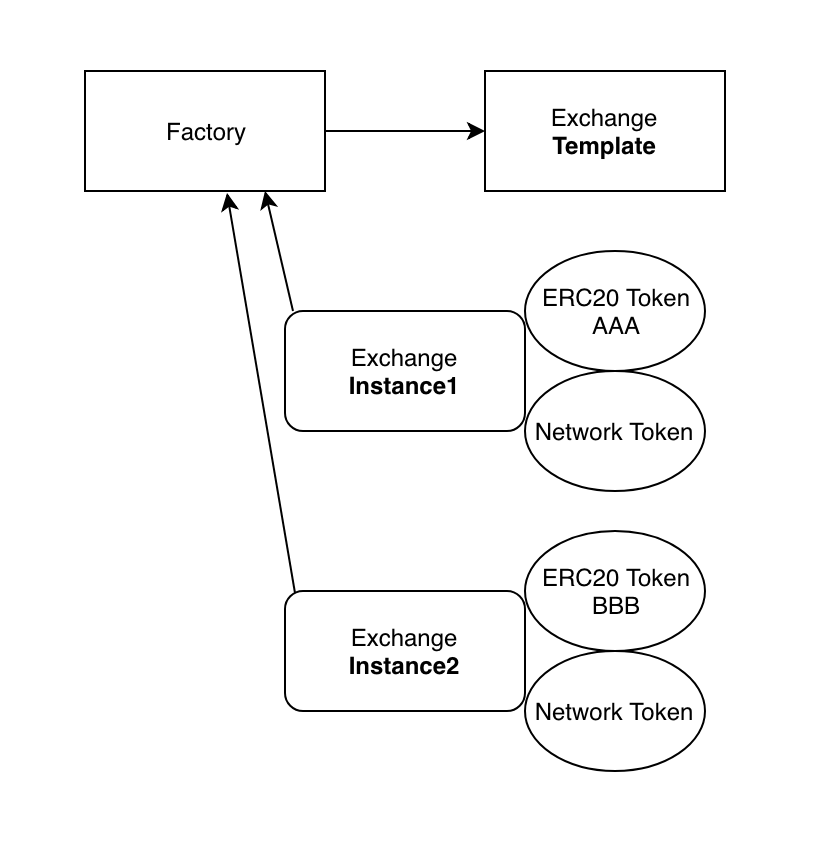 Factory
Exchange
Template
ERC20 Token
AAA
Exchange
Instance1
Network Token
ERC20 Token
BBB
Exchange
Instance2
Network Token